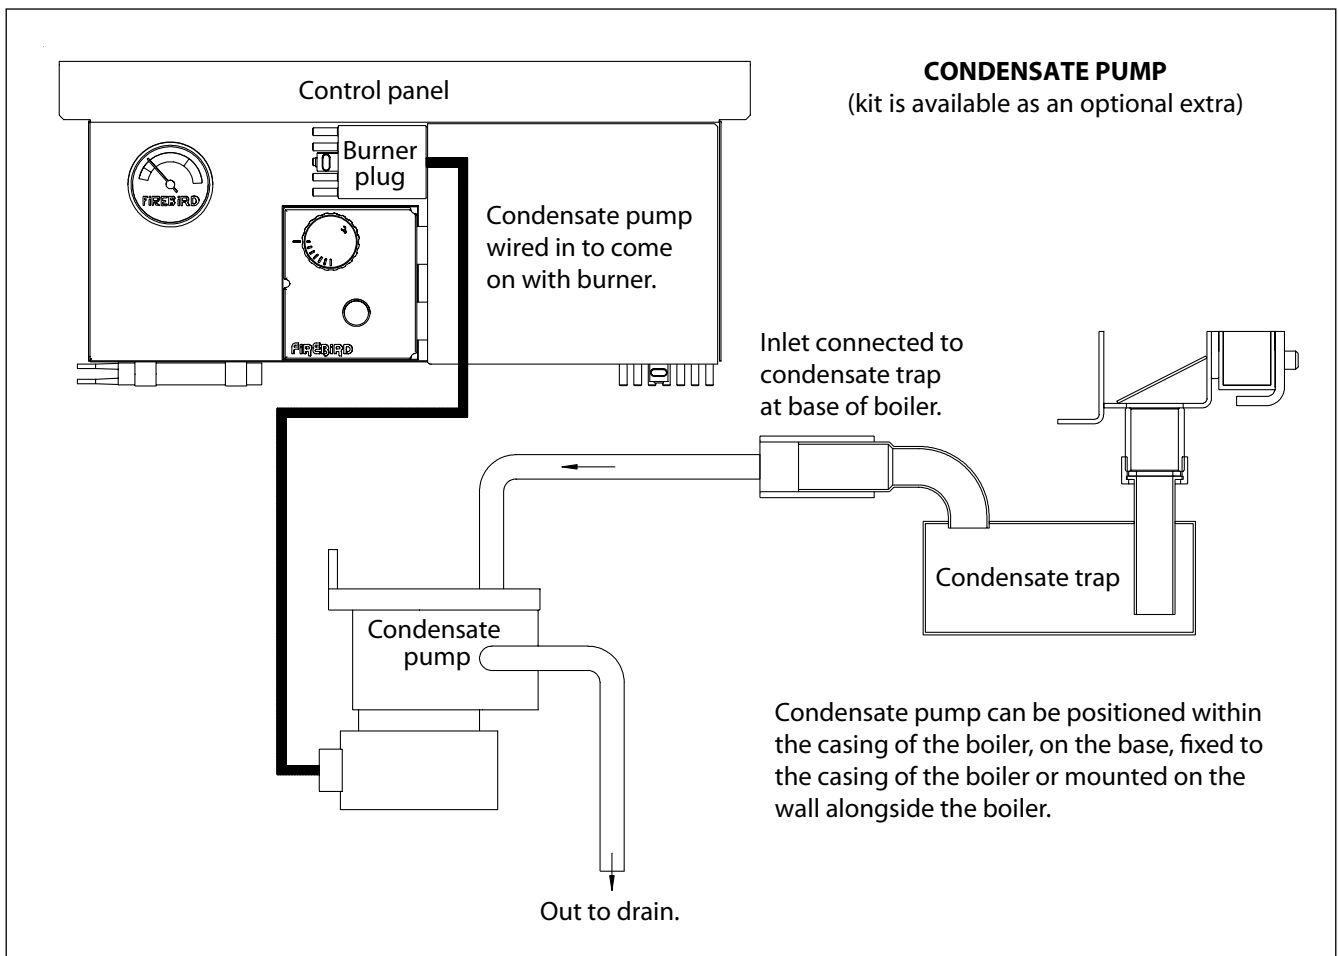 CONDENSATE PUMP
(kit is available as an optional extra)
Control panel
Burner
plug
FIREBIRD
Condensate pump
wired in to come
on with burner.
FIREBIRD
Inlet connected to
condensate trap
at base of boiler.
Condensate trap
Condensate
pump
Condensate pump can be positioned within
the casing of the boiler, on the base, fixed to
the casing of the boiler or mounted on the
wall alongside the boiler.
Out to drain.